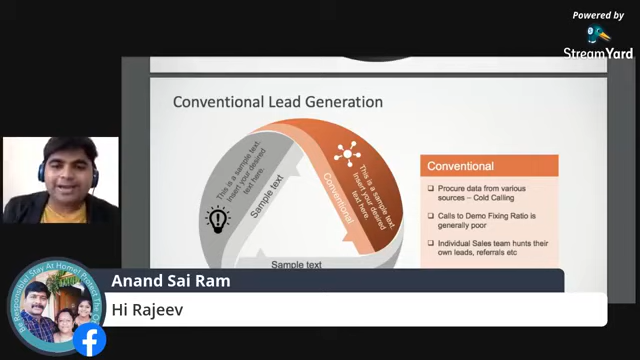 Powered by
StreamYard
Conventional Lead Generation
This is a sample text.
Insert your desired
text here.
Sample text
This is a sample text.
Insert your desired
text here.
Conventional
Sample text
Conventional
Procure data from various
sources – Cold Calling
Calls to Demo Fixing Ratio is
generally poor
Individual Sales team hunts their
own leads, referrals etc
Anand Sai Ram
Hi Rajeev
Stay At Home!